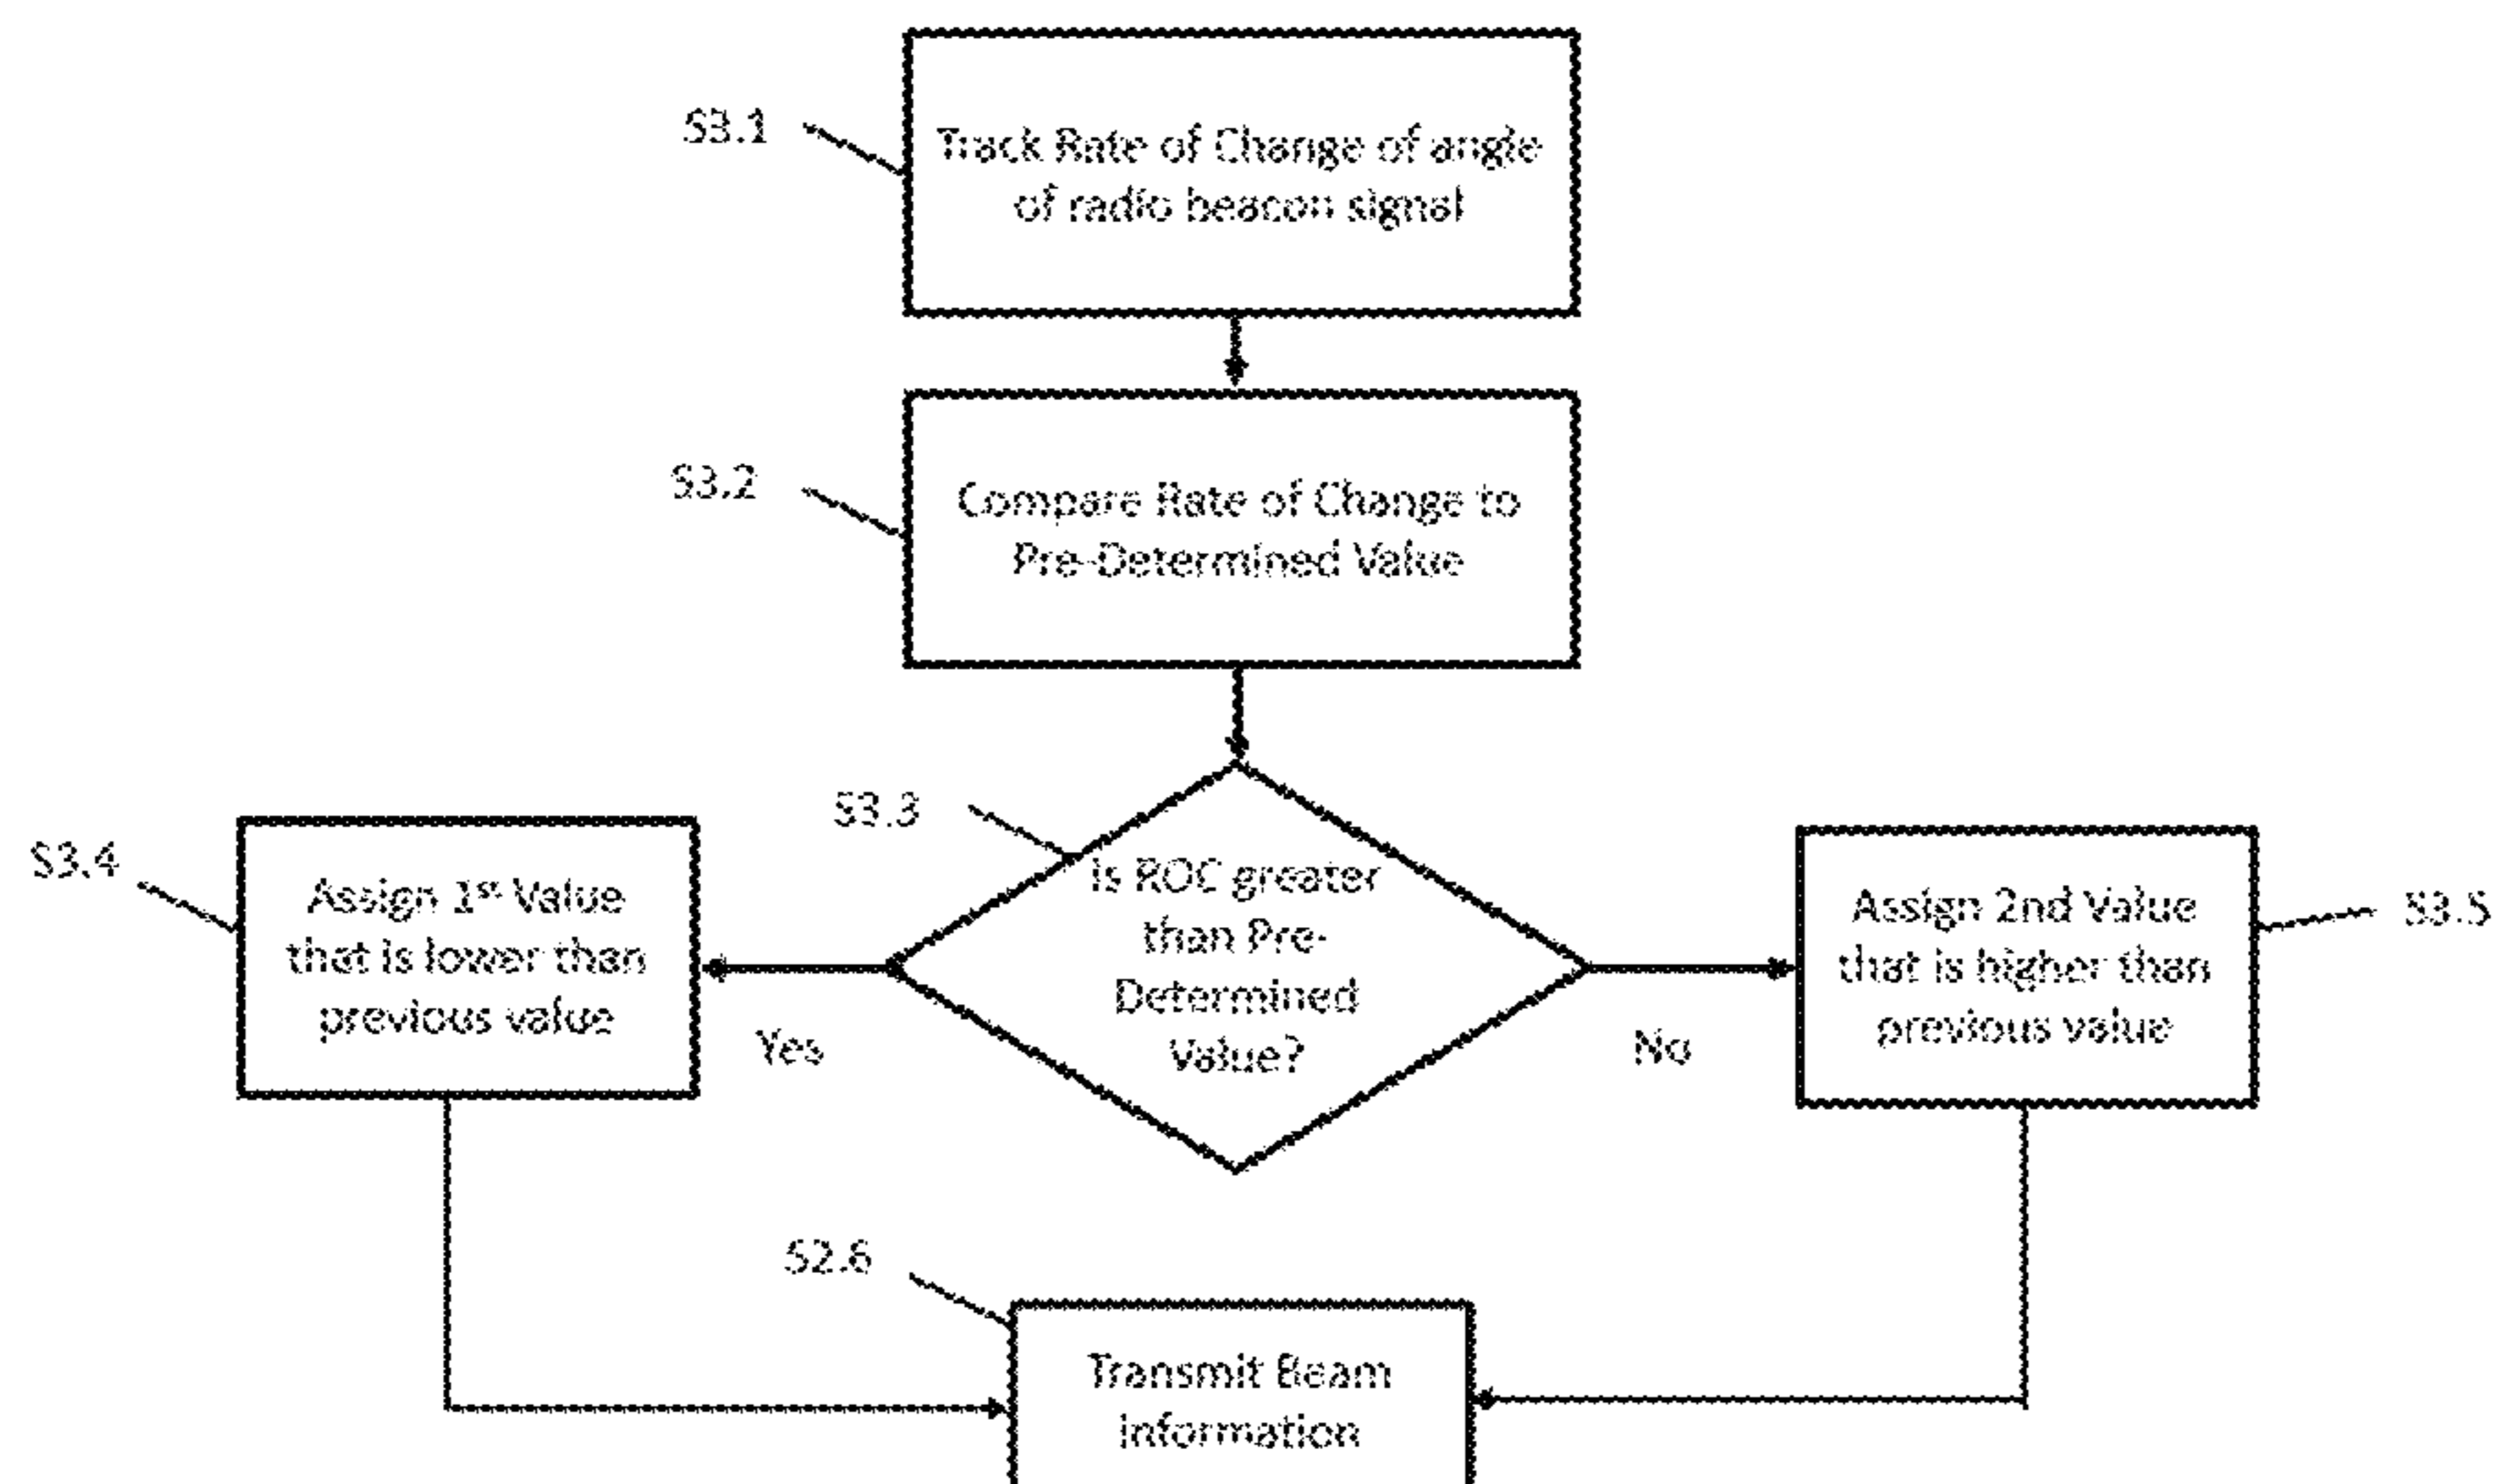 S3.1
Track Rate of Change of angle
of radio beacon signal
S3.2
Compare Rate of Change to
Pre-Determined Value
S3.3
Is ROC greater
than Pre-
Determined
Value?
S3.4
Assign 1st Value
that is lower than
previous value
Yes
No
Assign 2nd Value
that is higher than
previous value
S3.5
S2.6
Transmit Beam
Information